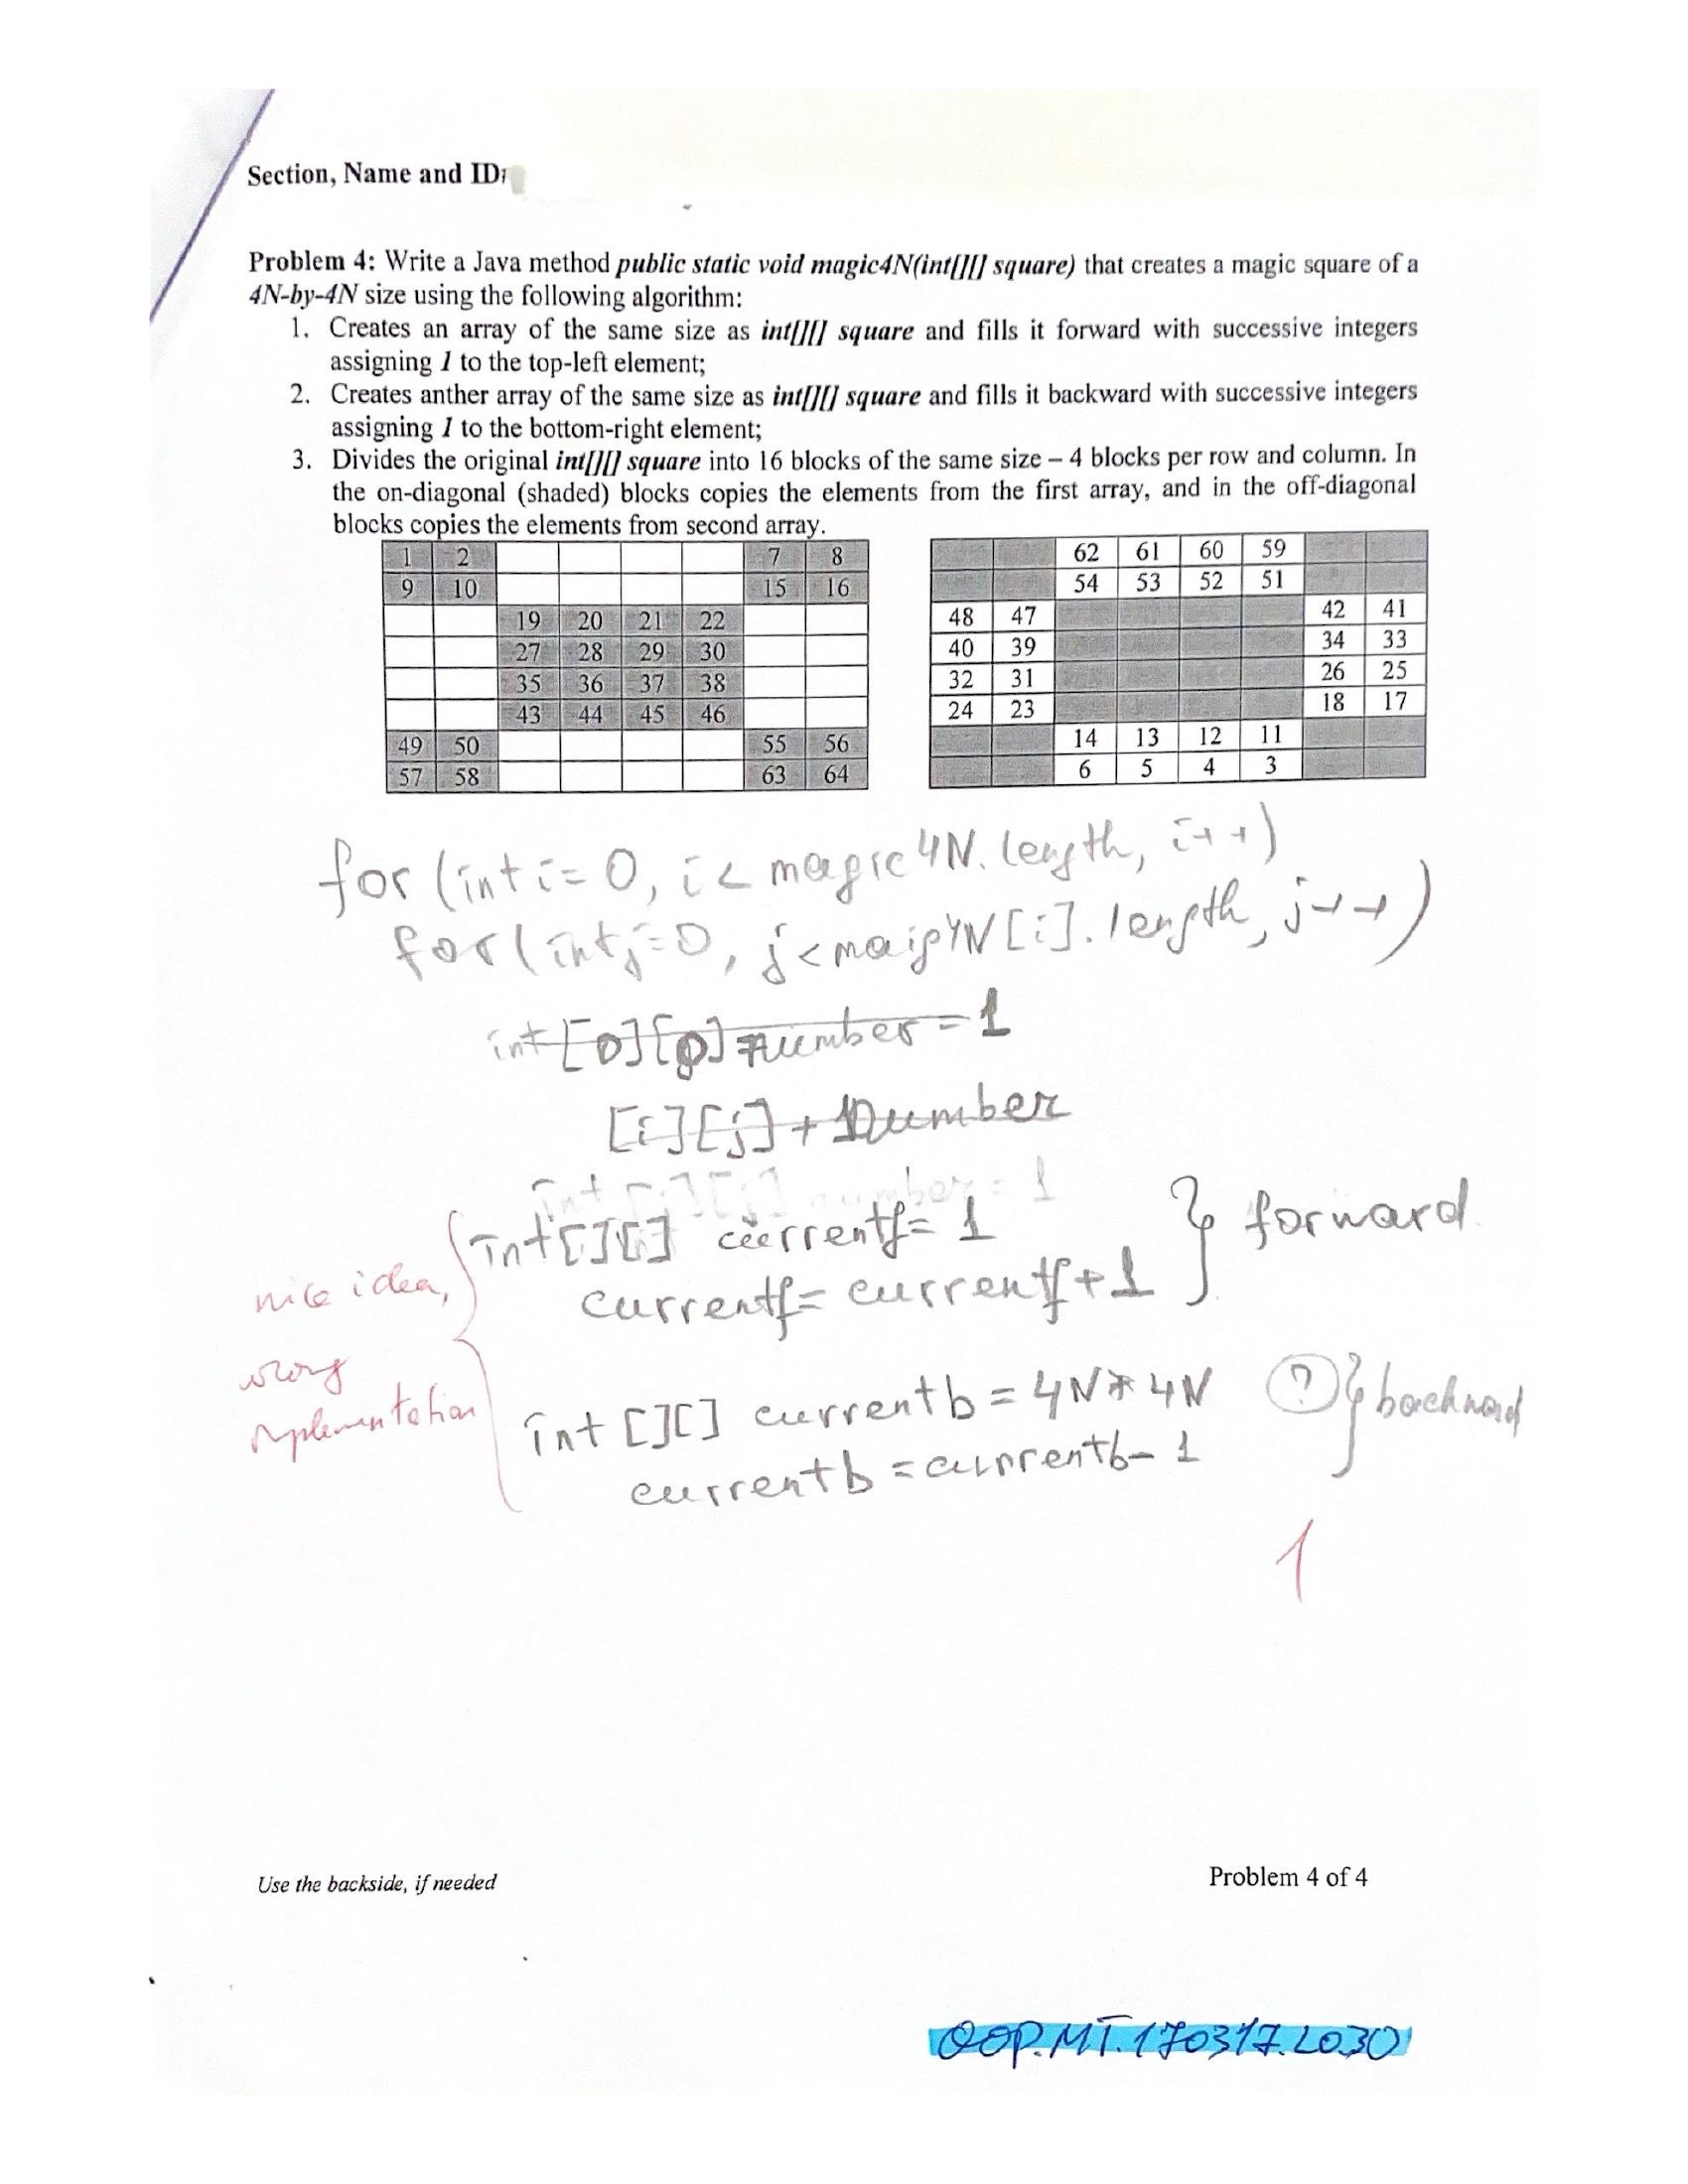 Section, Name and ID:
Problem 4: Write a Java method public static void magic4N(int[][] square) that creates a magic square of a
4N-by-4N size using the following algorithm:
1. Creates an array of the same size as int[][] square and fills it forward with successive integers
assigning 1 to the top-left element;
2. Creates anther array of the same size as int[][] square and fills it backward with successive integers
assigning 1 to the bottom-right element;
3. Divides the original int[][] square into 16 blocks of the same size – 4 blocks per row and column. In
the on-diagonal (shaded) blocks copies the elements from the first array, and in the off-diagonal
blocks copies the elements from second array.
1 2 7 8
9 10 15 16
19 20 21 22
27 28 29 30
35 36 37 38
43 44 45 46
49 50 55 56
57 58 63 64
62 61 60 59
54 53 52 51
48 47 42 41
40 39 34 33
32 31 26 25
24 23 18 17
14 13 12 11
6 5 4 3
for (int i=0, i< magic4N.length, i++)
for (int j=0, j<maig4N[i].length, j++)
int [0][0] number = 1
[i][j] + 1 number
int [i][j] number = 1
int[][] currentf = 1 } forward
currentf = currentf + 1
nice idea,
wrong
implementation
int [][] currentb = 4N * 4N ? } backward
currentb = currentb - 1
1
Use the backside, if needed
Problem 4 of 4
OOP.MT.170317.L030